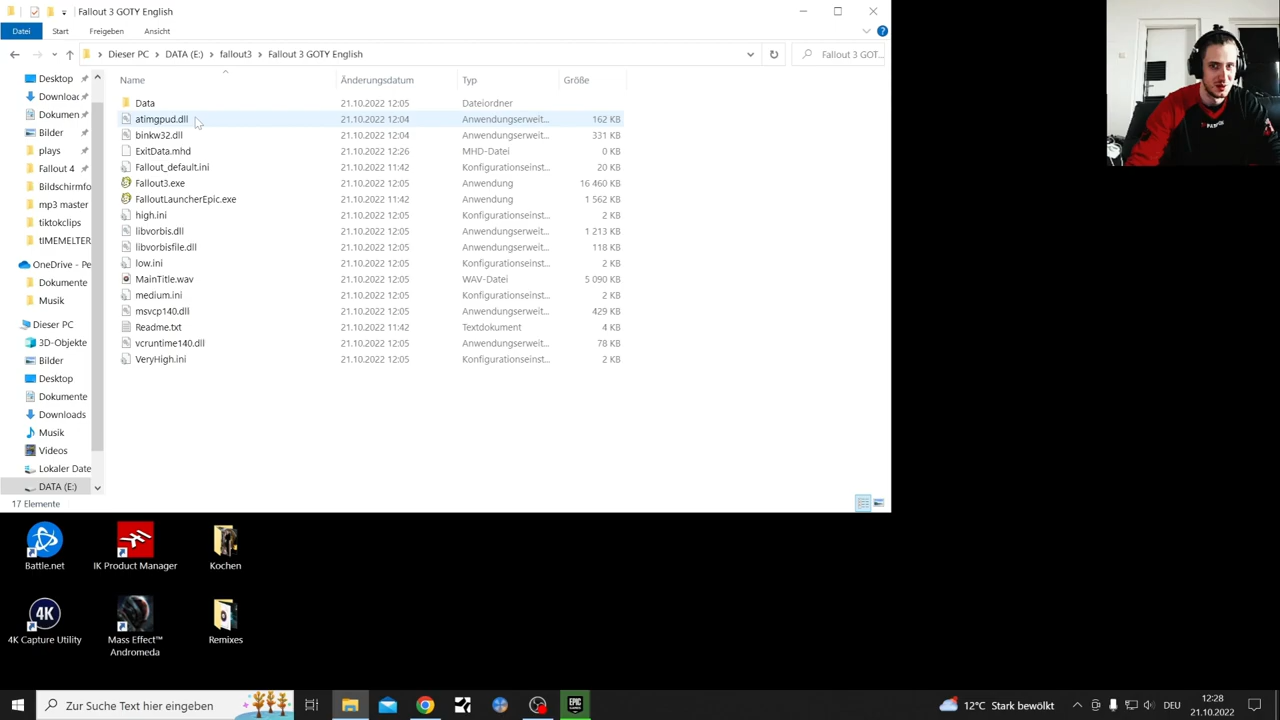 Fallout 3 GOTY English
Datei Start Freigeben Ansicht
Dieser PC > DATA (E:) > fallout3 > Fallout 3 GOTY English
Fallout 3 GOT...
Name Änderungsdatum Typ Größe
Desktop
Downloac
Dokumen
Bilder
plays
Fallout 4
Bildschirmfo
mp3 master
tiktokclips
tIMEMELTER
OneDrive - Pe
Dokumente
Musik
Dieser PC
3D-Objekte
Bilder
Desktop
Dokumente
Downloads
Musik
Videos
Lokaler Date
DATA (E:)
Data 21.10.2022 12:05 Dateiordner
atimgpud.dll 21.10.2022 12:04 Anwendungserweit... 162 KB
binkw32.dll 21.10.2022 12:04 Anwendungserweit... 331 KB
ExitData.mhd 21.10.2022 12:26 MHD-Datei 0 KB
Fallout_default.ini 21.10.2022 11:42 Konfigurationseinst... 20 KB
Fallout3.exe 21.10.2022 12:05 Anwendung 16 460 KB
FalloutLauncherEpic.exe 21.10.2022 11:42 Anwendung 1 562 KB
high.ini 21.10.2022 12:05 Konfigurationseinst... 2 KB
libvorbis.dll 21.10.2022 12:05 Anwendungserweit... 1 213 KB
libvorbisfile.dll 21.10.2022 12:05 Anwendungserweit... 118 KB
low.ini 21.10.2022 12:05 Konfigurationseinst... 2 KB
MainTitle.wav 21.10.2022 12:05 WAV-Datei 5 090 KB
medium.ini 21.10.2022 12:05 Konfigurationseinst... 2 KB
msvcp140.dll 21.10.2022 12:05 Anwendungserweit... 429 KB
Readme.txt 21.10.2022 11:42 Textdokument 4 KB
vcruntime140.dll 21.10.2022 12:05 Anwendungserweit... 78 KB
VeryHigh.ini 21.10.2022 12:05 Konfigurationseinst... 2 KB
17 Elemente
Battle.net IK Product Manager Kochen
4K
4K Capture Utility Mass Effect™ Remixes
Andromeda
Zur Suche Text hier eingeben
EPIC
GAMES
12°C Stark bewölkt
DEU
12:28
21.10.2022